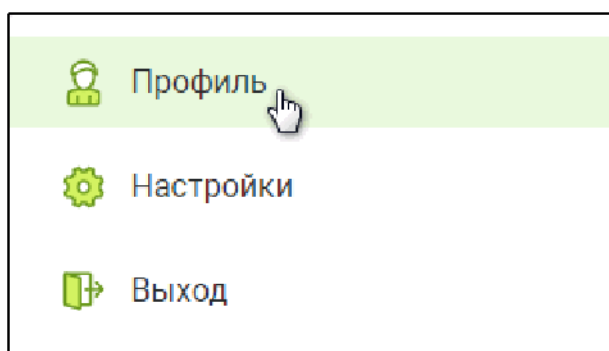 Профиль
Настройки
Выход